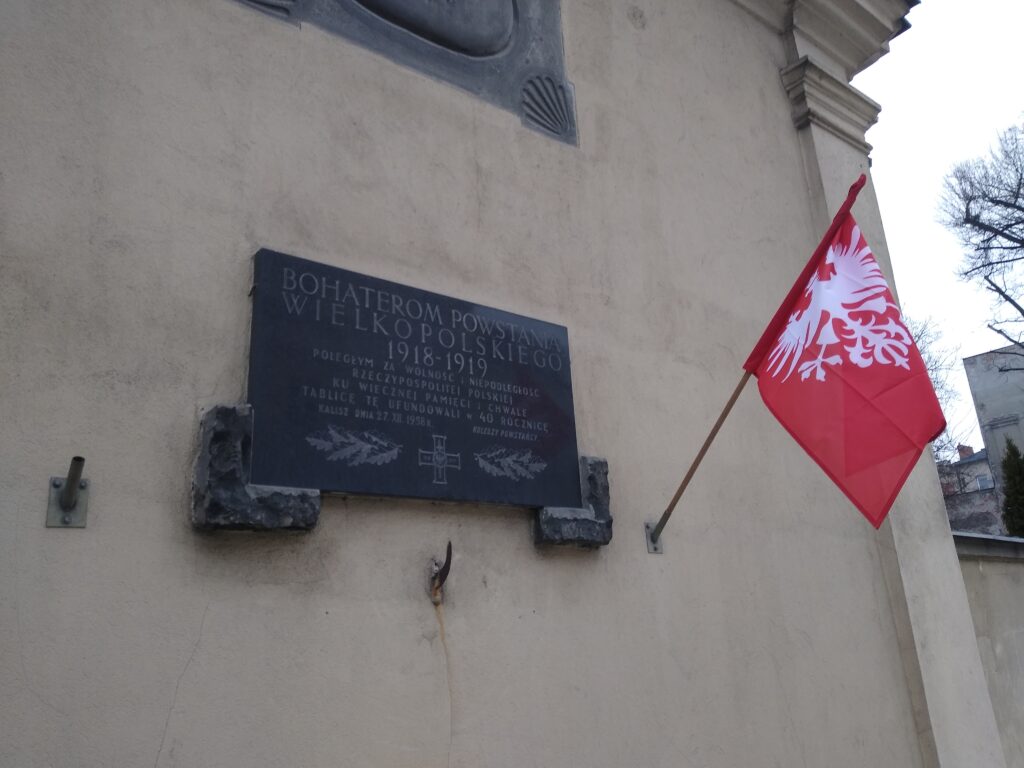 BOHATEROM POWSTANIA
WIELKOPOLSKIEGO
1918-1919
POLEGŁYM ZA WOLNOŚĆ I NIEPODLEGŁOŚĆ
RZECZYPOSPOLITEJ POLSKIEJ
KU WIECZNEJ PAMIĘCI I CHWALE
TABLICĘ TĘ UFUNDOWALI W 40 ROCZNICĘ
KALISZ DNIA 27. XII. 1958 R. KOLEDZY POWSTAŃCY